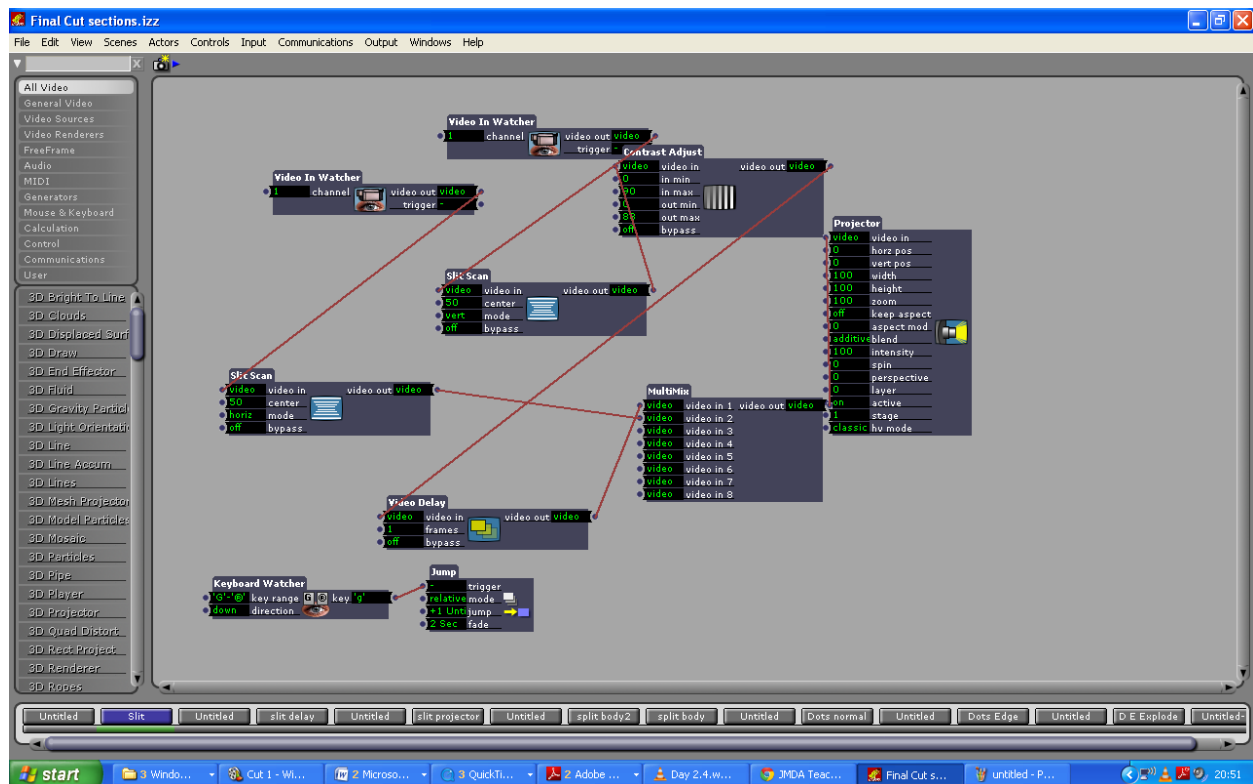 Final Cut sections.izz
File Edit View Scenes Actors Controls Input Communications Output Windows Help
All Video
General Video
Video Sources
Video Renderers
FreeFrame
Audio
MIDI
Generators
Mouse & Keyboard
Calculation
Control
Communications
User
3D Bright To Line
3D Clouds
3D Displaced Surf
3D Draw
3D End Effector
3D Fluid
3D Gravity Particl
3D Light Orientatio
3D Line
3D Line Accum
3D Lines
3D Mesh Projector
3D Model Particles
3D Mosaic
3D Particles
3D Pipe
3D Player
3D Projector
3D Quad Distort
3D Rect Project
3D Renderer
3D Ropes
Video In Watcher
1 channel video out video
trigger -
Video In Watcher
1 channel video out video
trigger -
Contrast Adjust
video video in video out video
0 in min
90 in max
0 out min
88 out max
off bypass
Projector
video video in
0 horz pos
0 vert pos
100 width
100 height
100 zoom
off keep aspect
0 aspect mod
additive blend
100 intensity
0 spin
0 perspective
0 layer
on active
1 stage
classic hv mode
Slit Scan
video video in video out video
50 center
vert mode
off bypass
Slit Scan
video video in video out video
50 center
horiz mode
off bypass
MultiMix
video video in 1 video out video
video video in 2
video video in 3
video video in 4
video video in 5
video video in 6
video video in 7
video video in 8
Video Delay
video video in video out video
1 frames
off bypass
Keyboard Watcher
key range G key 'g'
down direction
Jump
- trigger
relative mode
+1 Unti jump
2 Sec fade
Untitled Slit Untitled slit delay Untitled slit projector Untitled split body2 split body Untitled Dots normal Untitled Dots Edge Untitled D E Explode Untitled-
start 3 Windo... Cut 1 - Wi... 2 Microso... 3 QuickTi... 2 Adobe ... Day 2.4.w... JMDA Teac... Final Cut s... untitled - P... 20:51